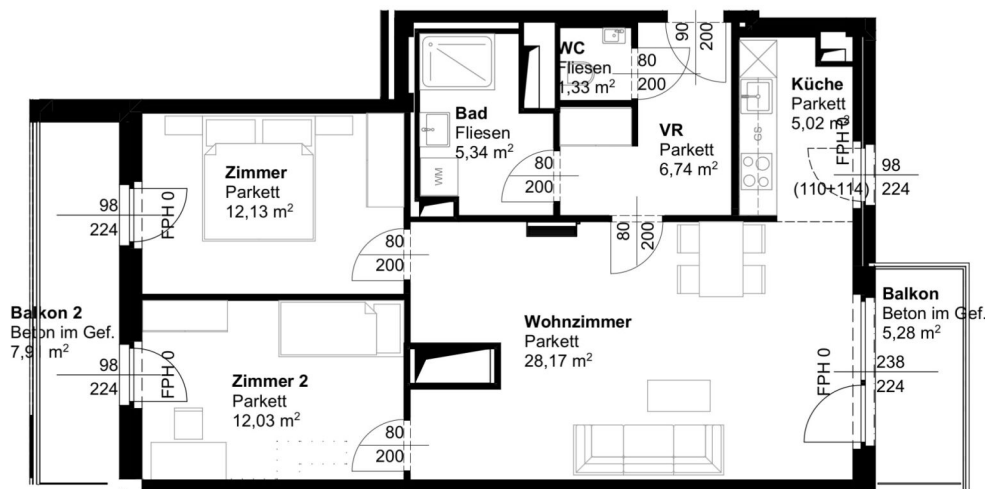 WC
Fliesen
1,33 m²
80
200
90
200
Küche
Parkett
5,02 m²
FPH 0
98
224
(110+114)
GS
Bad
Fliesen
5,34 m²
WM
80
200
VR
Parkett
6,74 m²
80
200
Zimmer
Parkett
12,13 m²
98
224
FPH 0
80
200
Balkon 2
Beton im Gef.
m²
98
224
FPH 0
Zimmer 2
Parkett
12,03 m²
80
200
Wohnzimmer
Parkett
28,17 m²
Balkon
Beton im Gef.
5,28 m²
FPH 0
238
224